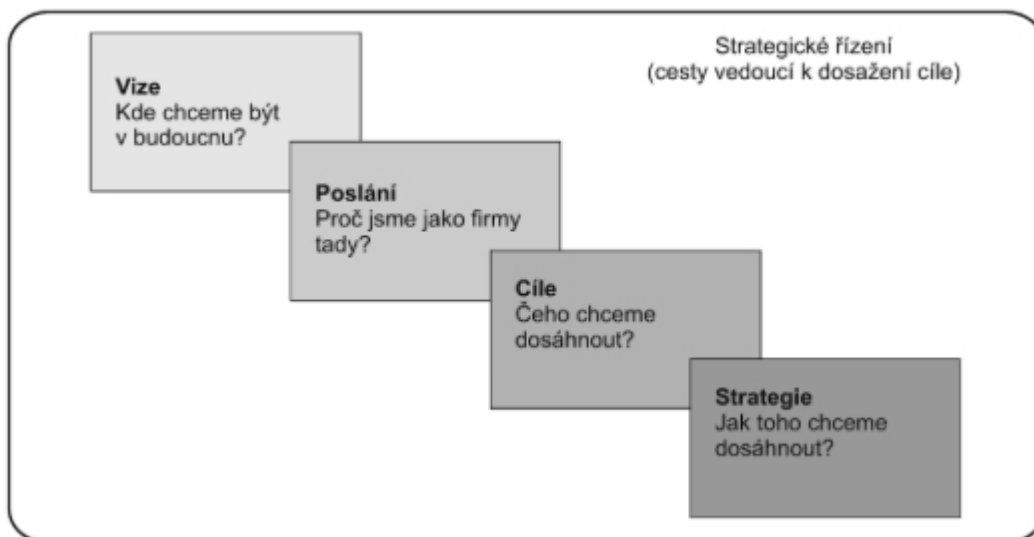 Strategické řízení
(cesty vedoucí k dosažení cíle)
Vize
Kde chceme být
v budoucnu?
Poslání
Proč jsme jako firmy
tady?
Cíle
Čeho chceme
dosáhnout?
Strategie
Jak toho chceme
dosáhnout?